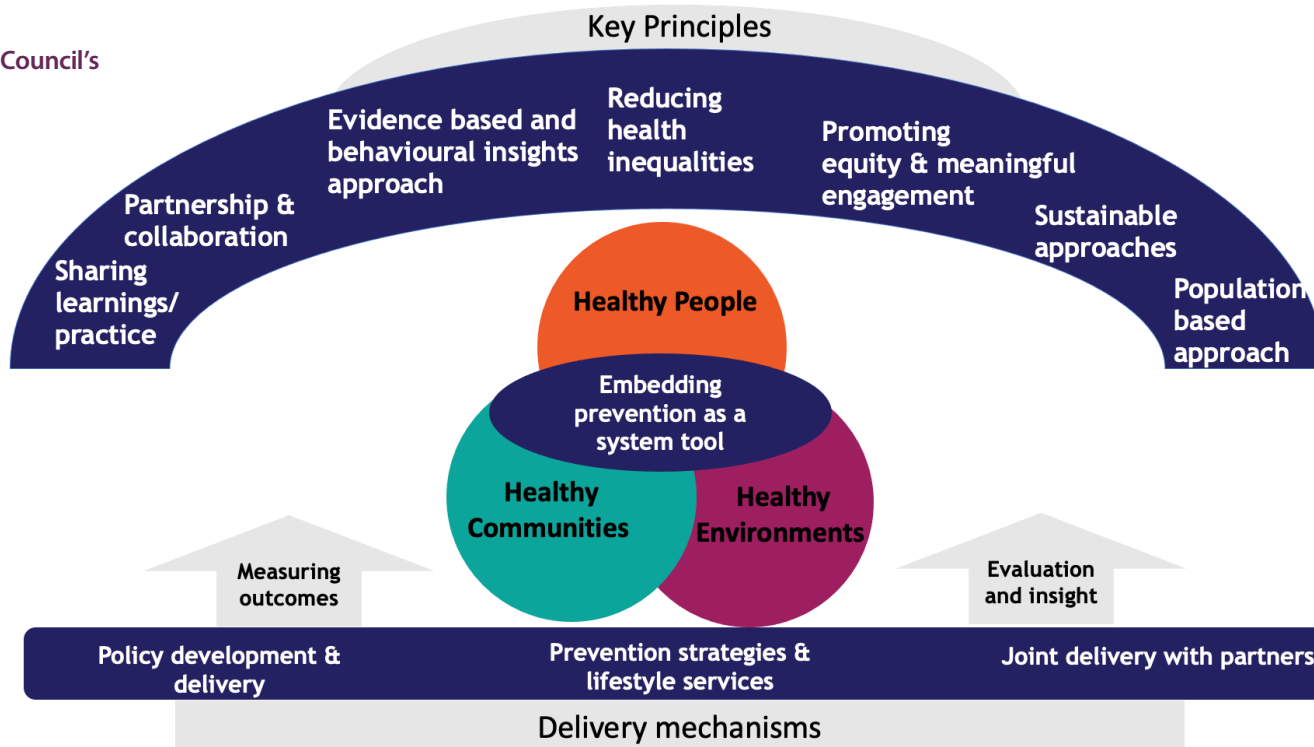 Key Principles
Council's
Reducing
health
inequalities
Evidence based and
behavioural insights
approach
Promoting
equity & meaningful
engagement
Partnership &
collaboration
Sustainable
approaches
Sharing
learnings/
practice
Population
based
approach
Healthy People
Embedding
prevention as a
system tool
Healthy
Communities
Healthy
Environments
Measuring
outcomes
Evaluation
and insight
Policy development &
delivery
Prevention strategies &
lifestyle services
Joint delivery with partners
Delivery mechanisms